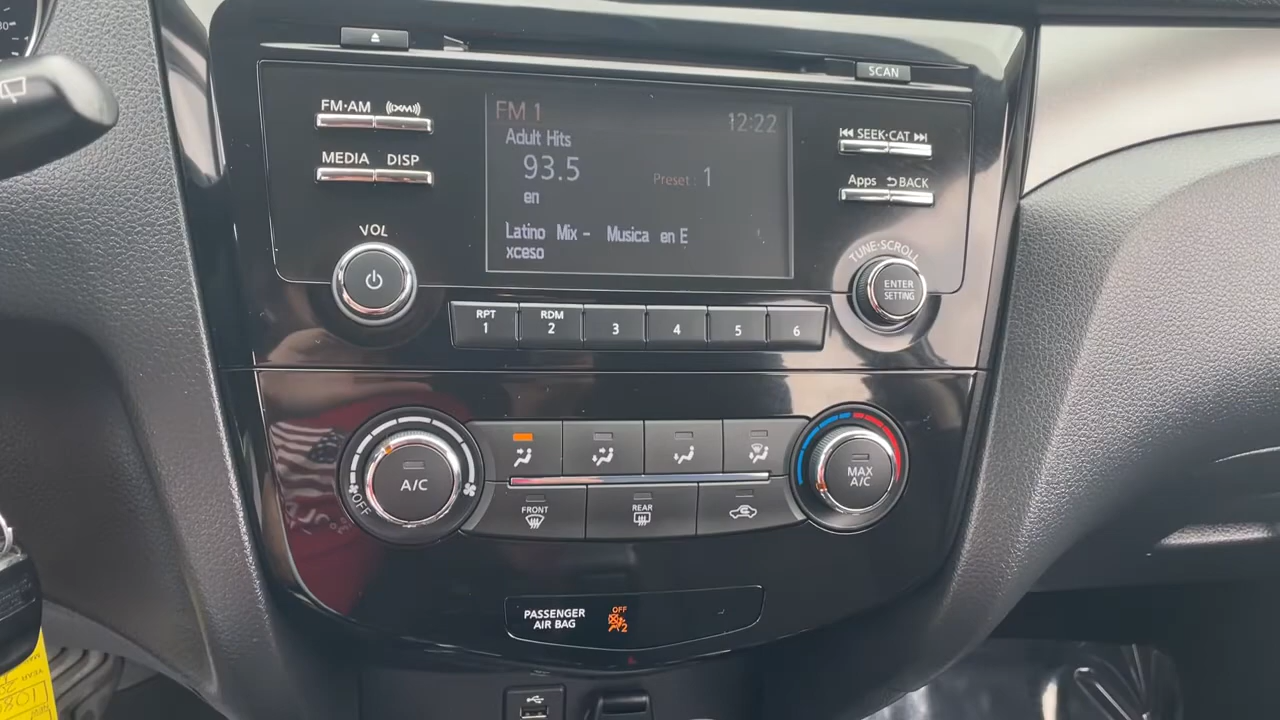 SCAN
FM·AM ((XM))
MEDIA DISP
VOL
FM 1 12:22
Adult Hits
93.5 Preset: 1
en
Latino Mix - Musica en E
xceso
SEEK·CAT
Apps BACK
TUNE·SCROLL
ENTER
SETTING
RPT
1
RDM
2
3
4
5
6
OFF
A/C
MAX
A/C
FRONT
REAR
PASSENGER
AIR BAG
OFF
2